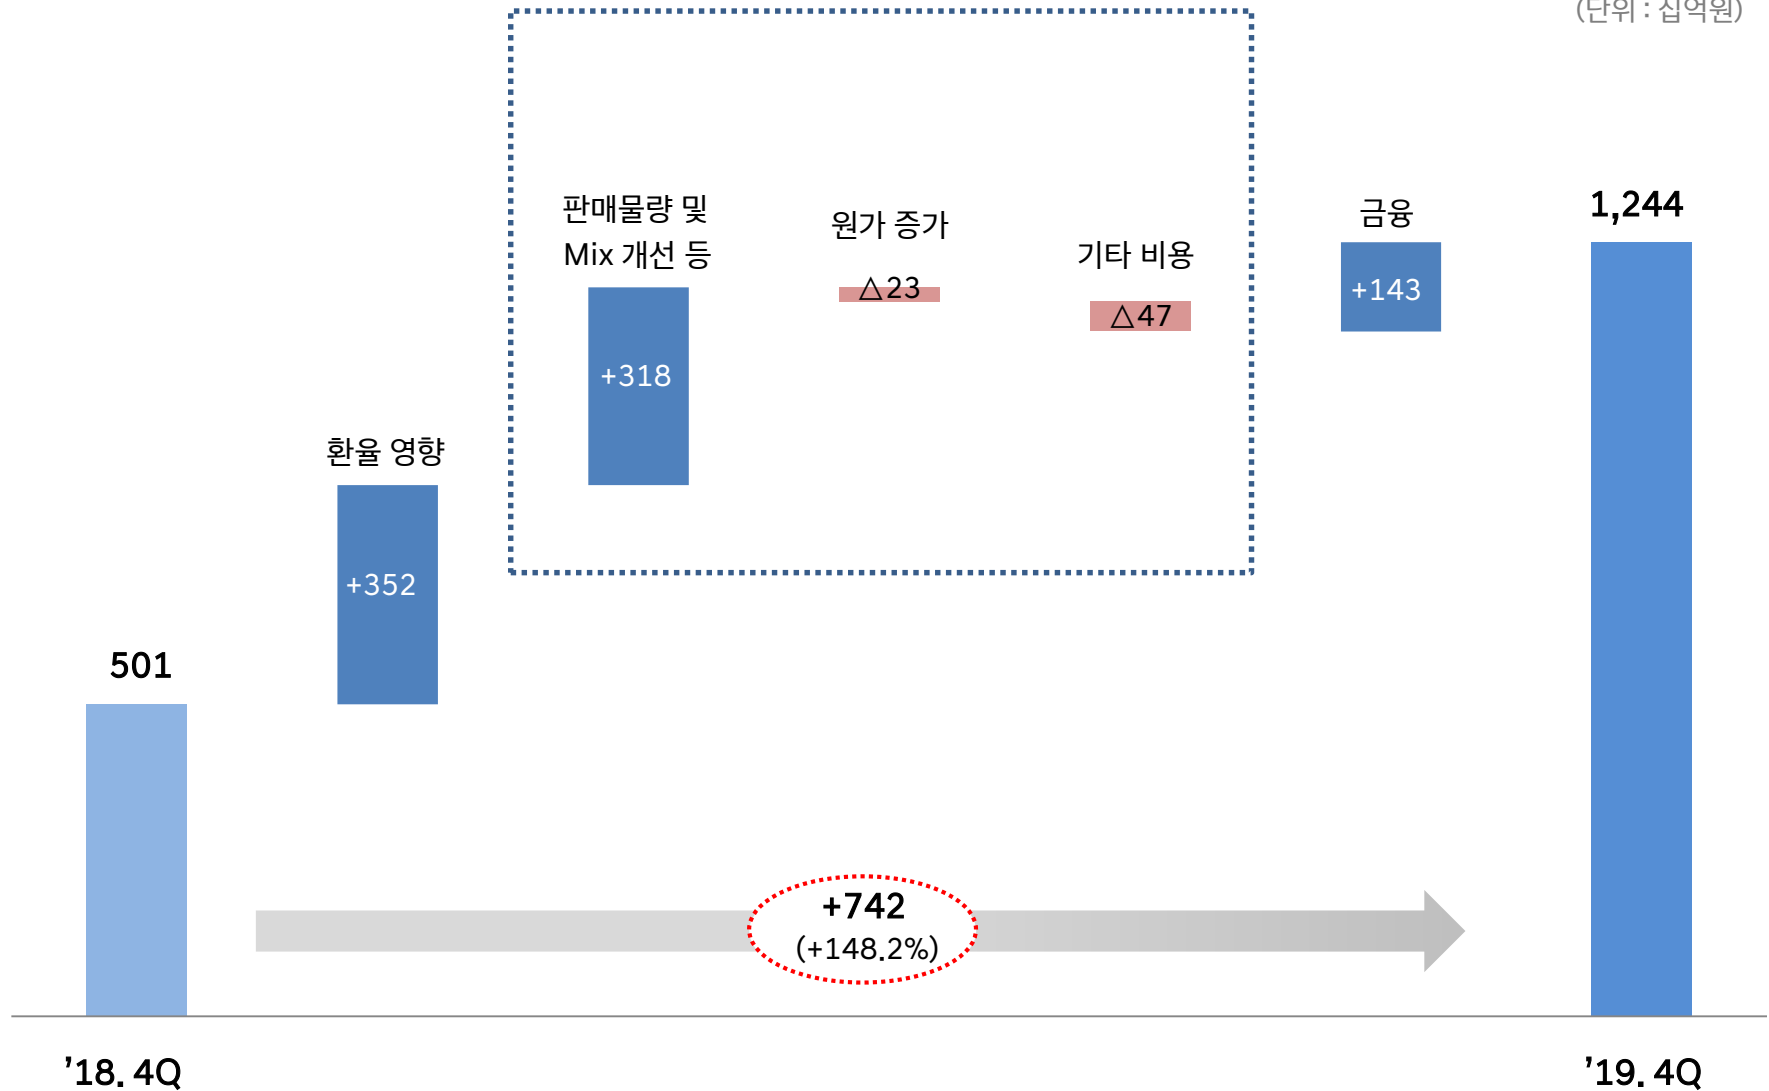 (단위 : 십억원)
판매물량 및
Mix 개선 등
+318
원가 증가
△23
기타 비용
△47
금융
+143
1,244
환율 영향
+352
501
+742
(+148.2%)
’18. 4Q
’19. 4Q